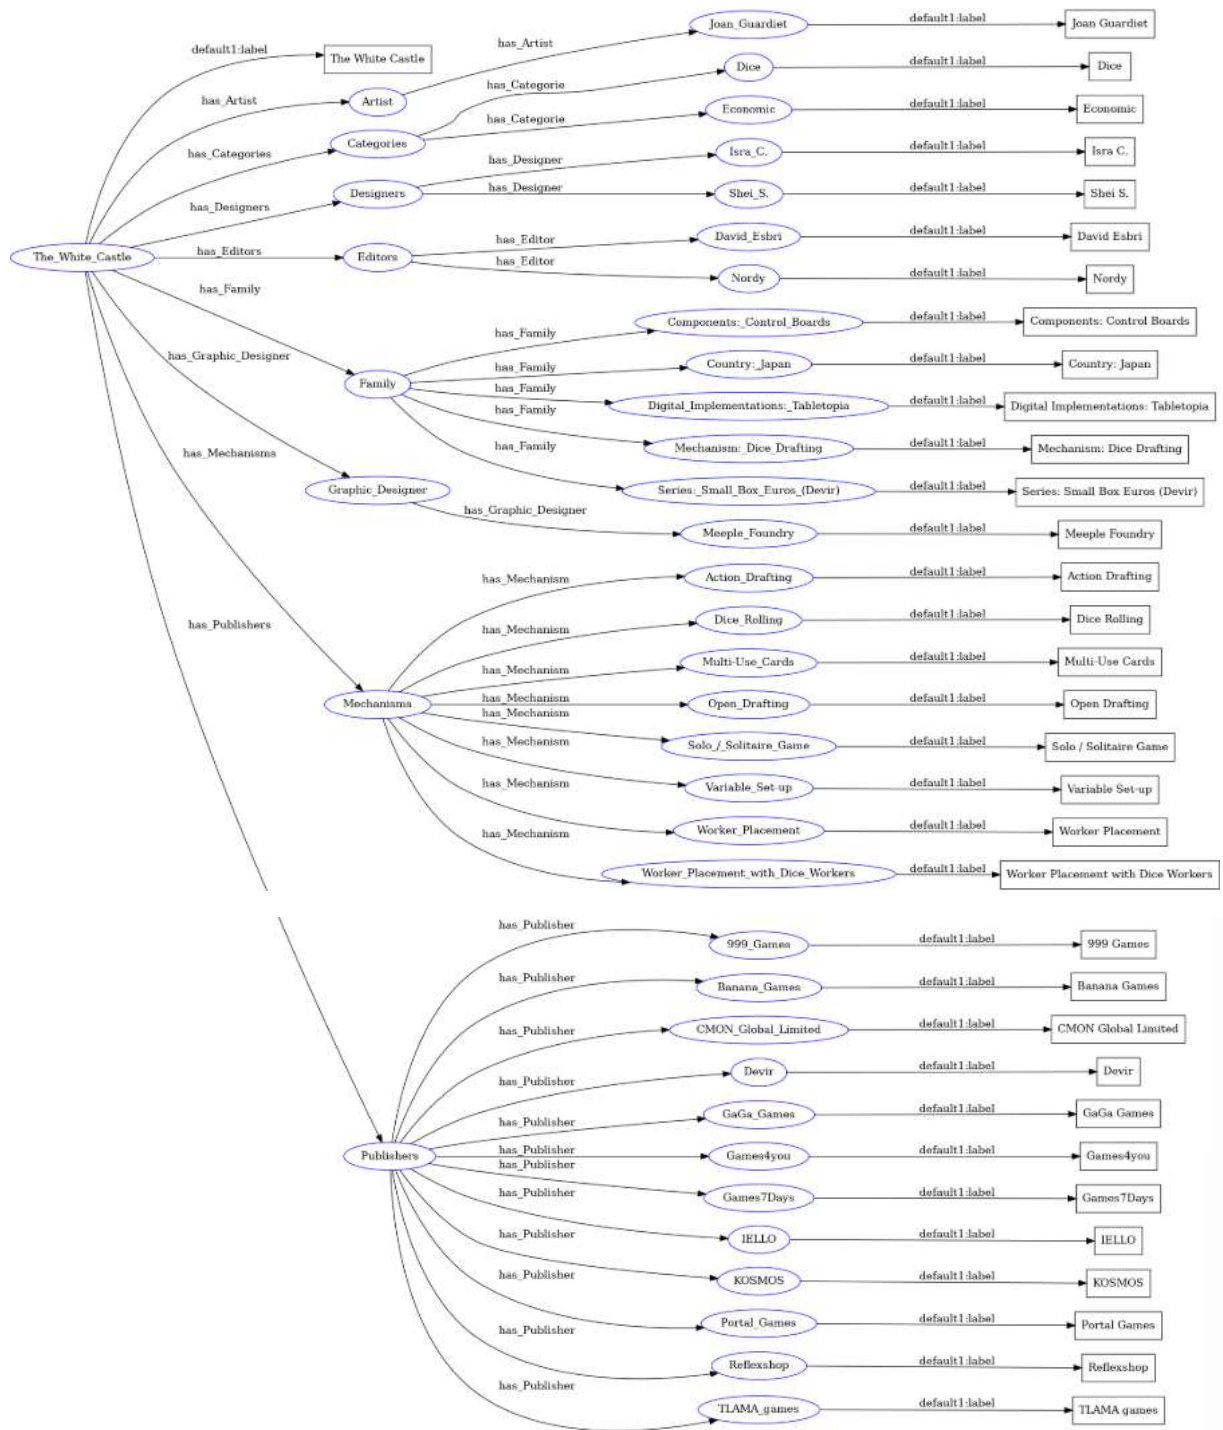 Joan_Guardiet default1:label Joan Guardiet
has_Artist
default1:label The White Castle
has_Categorie Dice default1:label Dice
has_Artist Artist
has_Categorie Economic default1:label Economic
has_Categories Categories
has_Designer Isra_C. default1:label Isra C.
has_Designers Designers has_Designer Shei_S. default1:label Shei S.
has_Editor David_Esbri default1:label David Esbri
The_White_Castle has_Editors Editors
has_Editor Nordy default1:label Nordy
has_Family
has_Family Components:_Control_Boards default1:label Components: Control Boards
has_Graphic_Designer
has_Family Country:_Japan default1:label Country: Japan
Family
has_Family Digital_Implementations:_Tabletopia default1:label Digital Implementations: Tabletopia
has_Family Mechanism:_Dice_Drafting default1:label Mechanism: Dice Drafting
has_Mechanisms
has_Family Series:_Small_Box_Euros_(Devir) default1:label Series: Small Box Euros (Devir)
Graphic_Designer
has_Graphic_Designer Meeple_Foundry default1:label Meeple Foundry
has_Mechanism Action_Drafting default1:label Action Drafting
has_Publishers
has_Mechanism Dice_Rolling default1:label Dice Rolling
has_Mechanism Multi-Use_Cards default1:label Multi-Use Cards
Mechanisms has_Mechanism Open_Drafting default1:label Open Drafting
has_Mechanism Solo_/_Solitaire_Game default1:label Solo / Solitaire Game
has_Mechanism Variable_Set-up default1:label Variable Set-up
has_Mechanism Worker_Placement default1:label Worker Placement
has_Mechanism Worker_Placement_with_Dice_Workers default1:label Worker Placement with Dice Workers
has_Publisher 999_Games default1:label 999 Games
has_Publisher Banana_Games default1:label Banana Games
has_Publisher CMON_Global_Limited default1:label CMON Global Limited
has_Publisher Devir default1:label Devir
has_Publisher GaGa_Games default1:label GaGa Games
Publishers has_Publisher Games4you default1:label Games4you
has_Publisher Games7Days default1:label Games7Days
has_Publisher IELLO default1:label IELLO
has_Publisher KOSMOS default1:label KOSMOS
has_Publisher Portal_Games default1:label Portal Games
has_Publisher Reflexshop default1:label Reflexshop
has_Publisher TLAMA_games default1:label TLAMA games